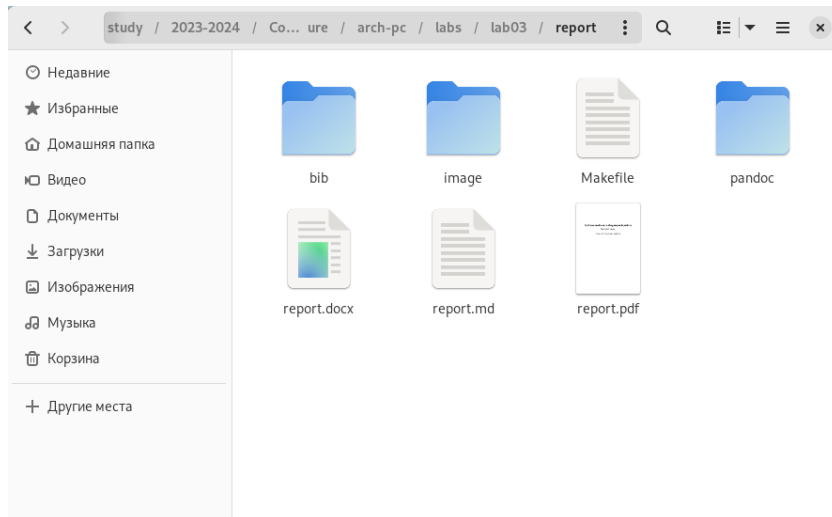 study / 2023-2024 / Co… ure / arch-pc / labs / lab03 / report
Недавние
Избранные
Домашняя папка
Видео
Документы
Загрузки
Изображения
Музыка
Корзина
Другие места
bib image Makefile pandoc
report.docx report.md report.pdf